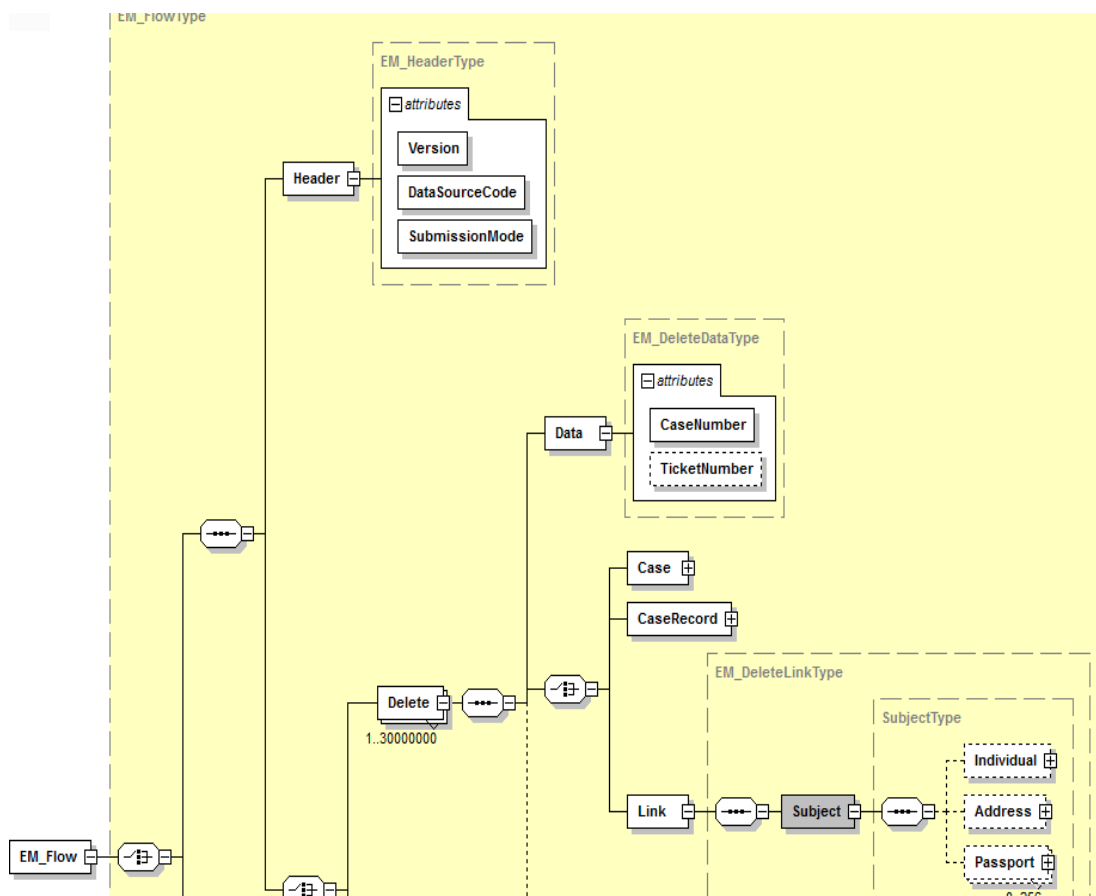 EM_FlowType
EM_HeaderType
attributes
Version
Header
DataSourceCode
SubmissionMode
EM_DeleteDataType
attributes
CaseNumber
Data
TicketNumber
Case
CaseRecord
EM_DeleteLinkType
Delete
SubjectType
1..30000000
Individual
Link
Subject
Address
EM_Flow
Passport